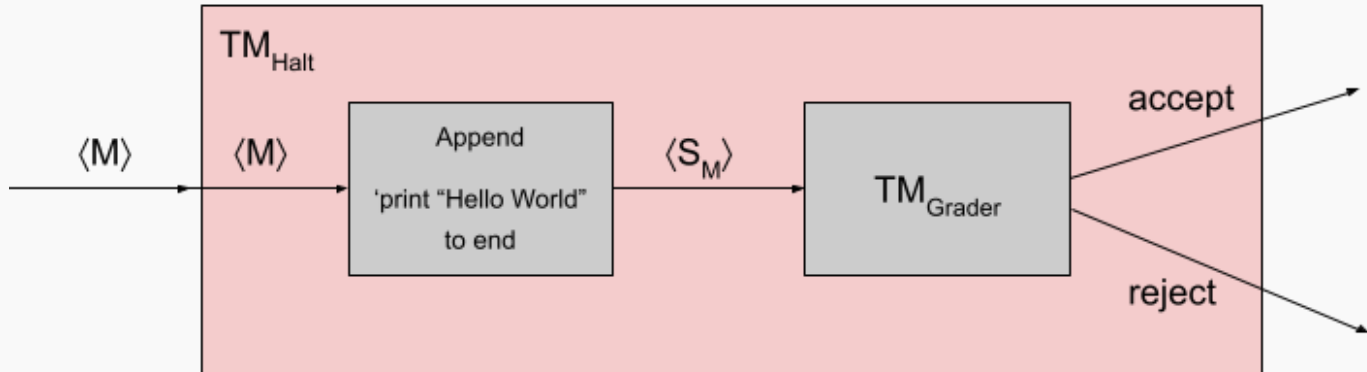 TM_Halt
⟨M⟩
⟨M⟩
Append
‘print “Hello World”
to end
⟨S_M⟩
TM_Grader
accept
reject